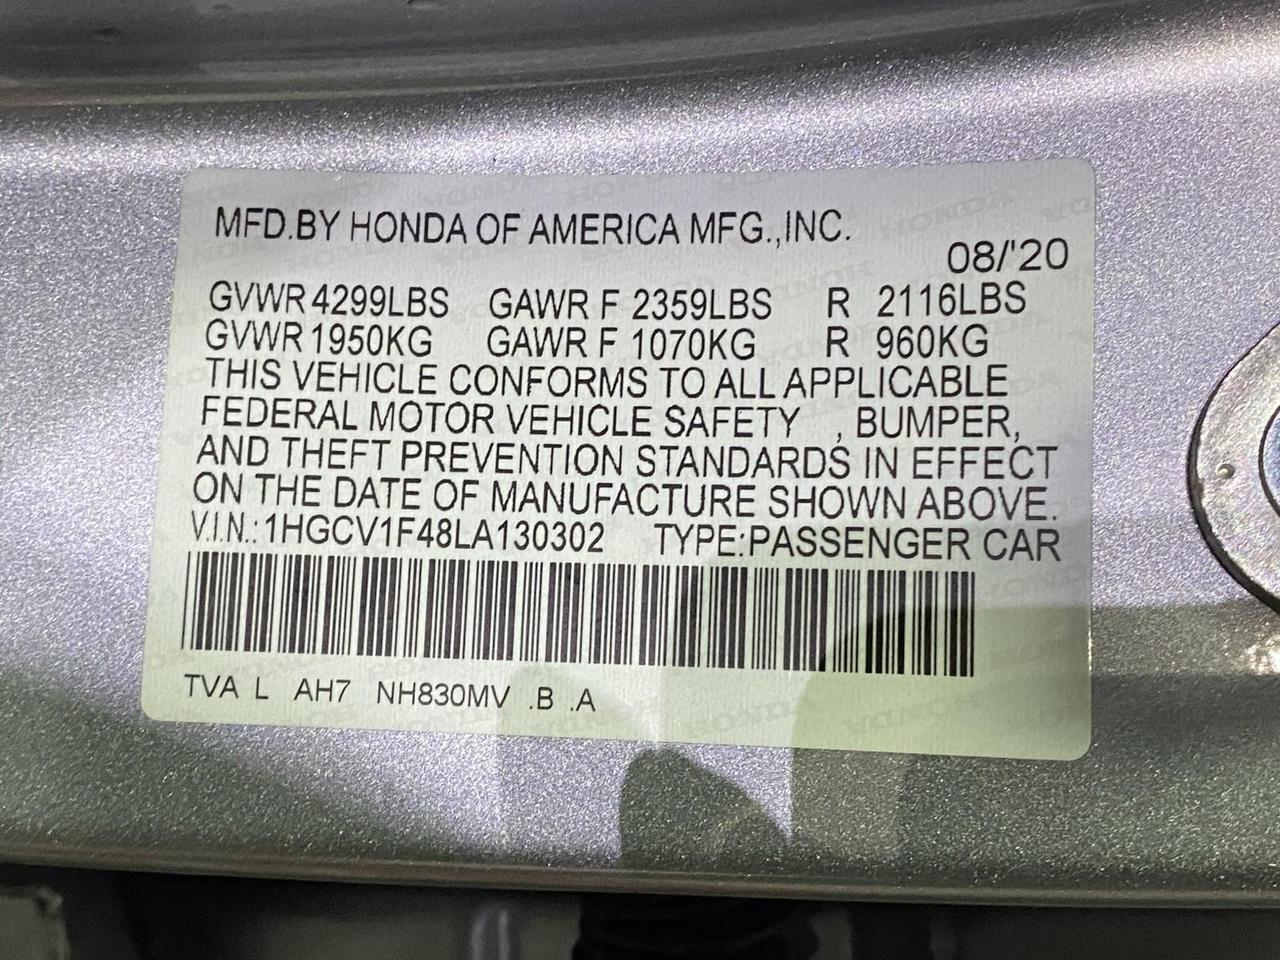 MFD.BY HONDA OF AMERICA MFG.,INC.
08/'20
GVWR 4299LBS GAWR F 2359LBS R 2116LBS
GVWR 1950KG GAWR F 1070KG R 960KG
THIS VEHICLE CONFORMS TO ALL APPLICABLE
FEDERAL MOTOR VEHICLE SAFETY , BUMPER,
AND THEFT PREVENTION STANDARDS IN EFFECT
ON THE DATE OF MANUFACTURE SHOWN ABOVE.
V.I.N.: 1HGCV1F48LA130302 TYPE:PASSENGER CAR
TVA L AH7 NH830MV .B .A